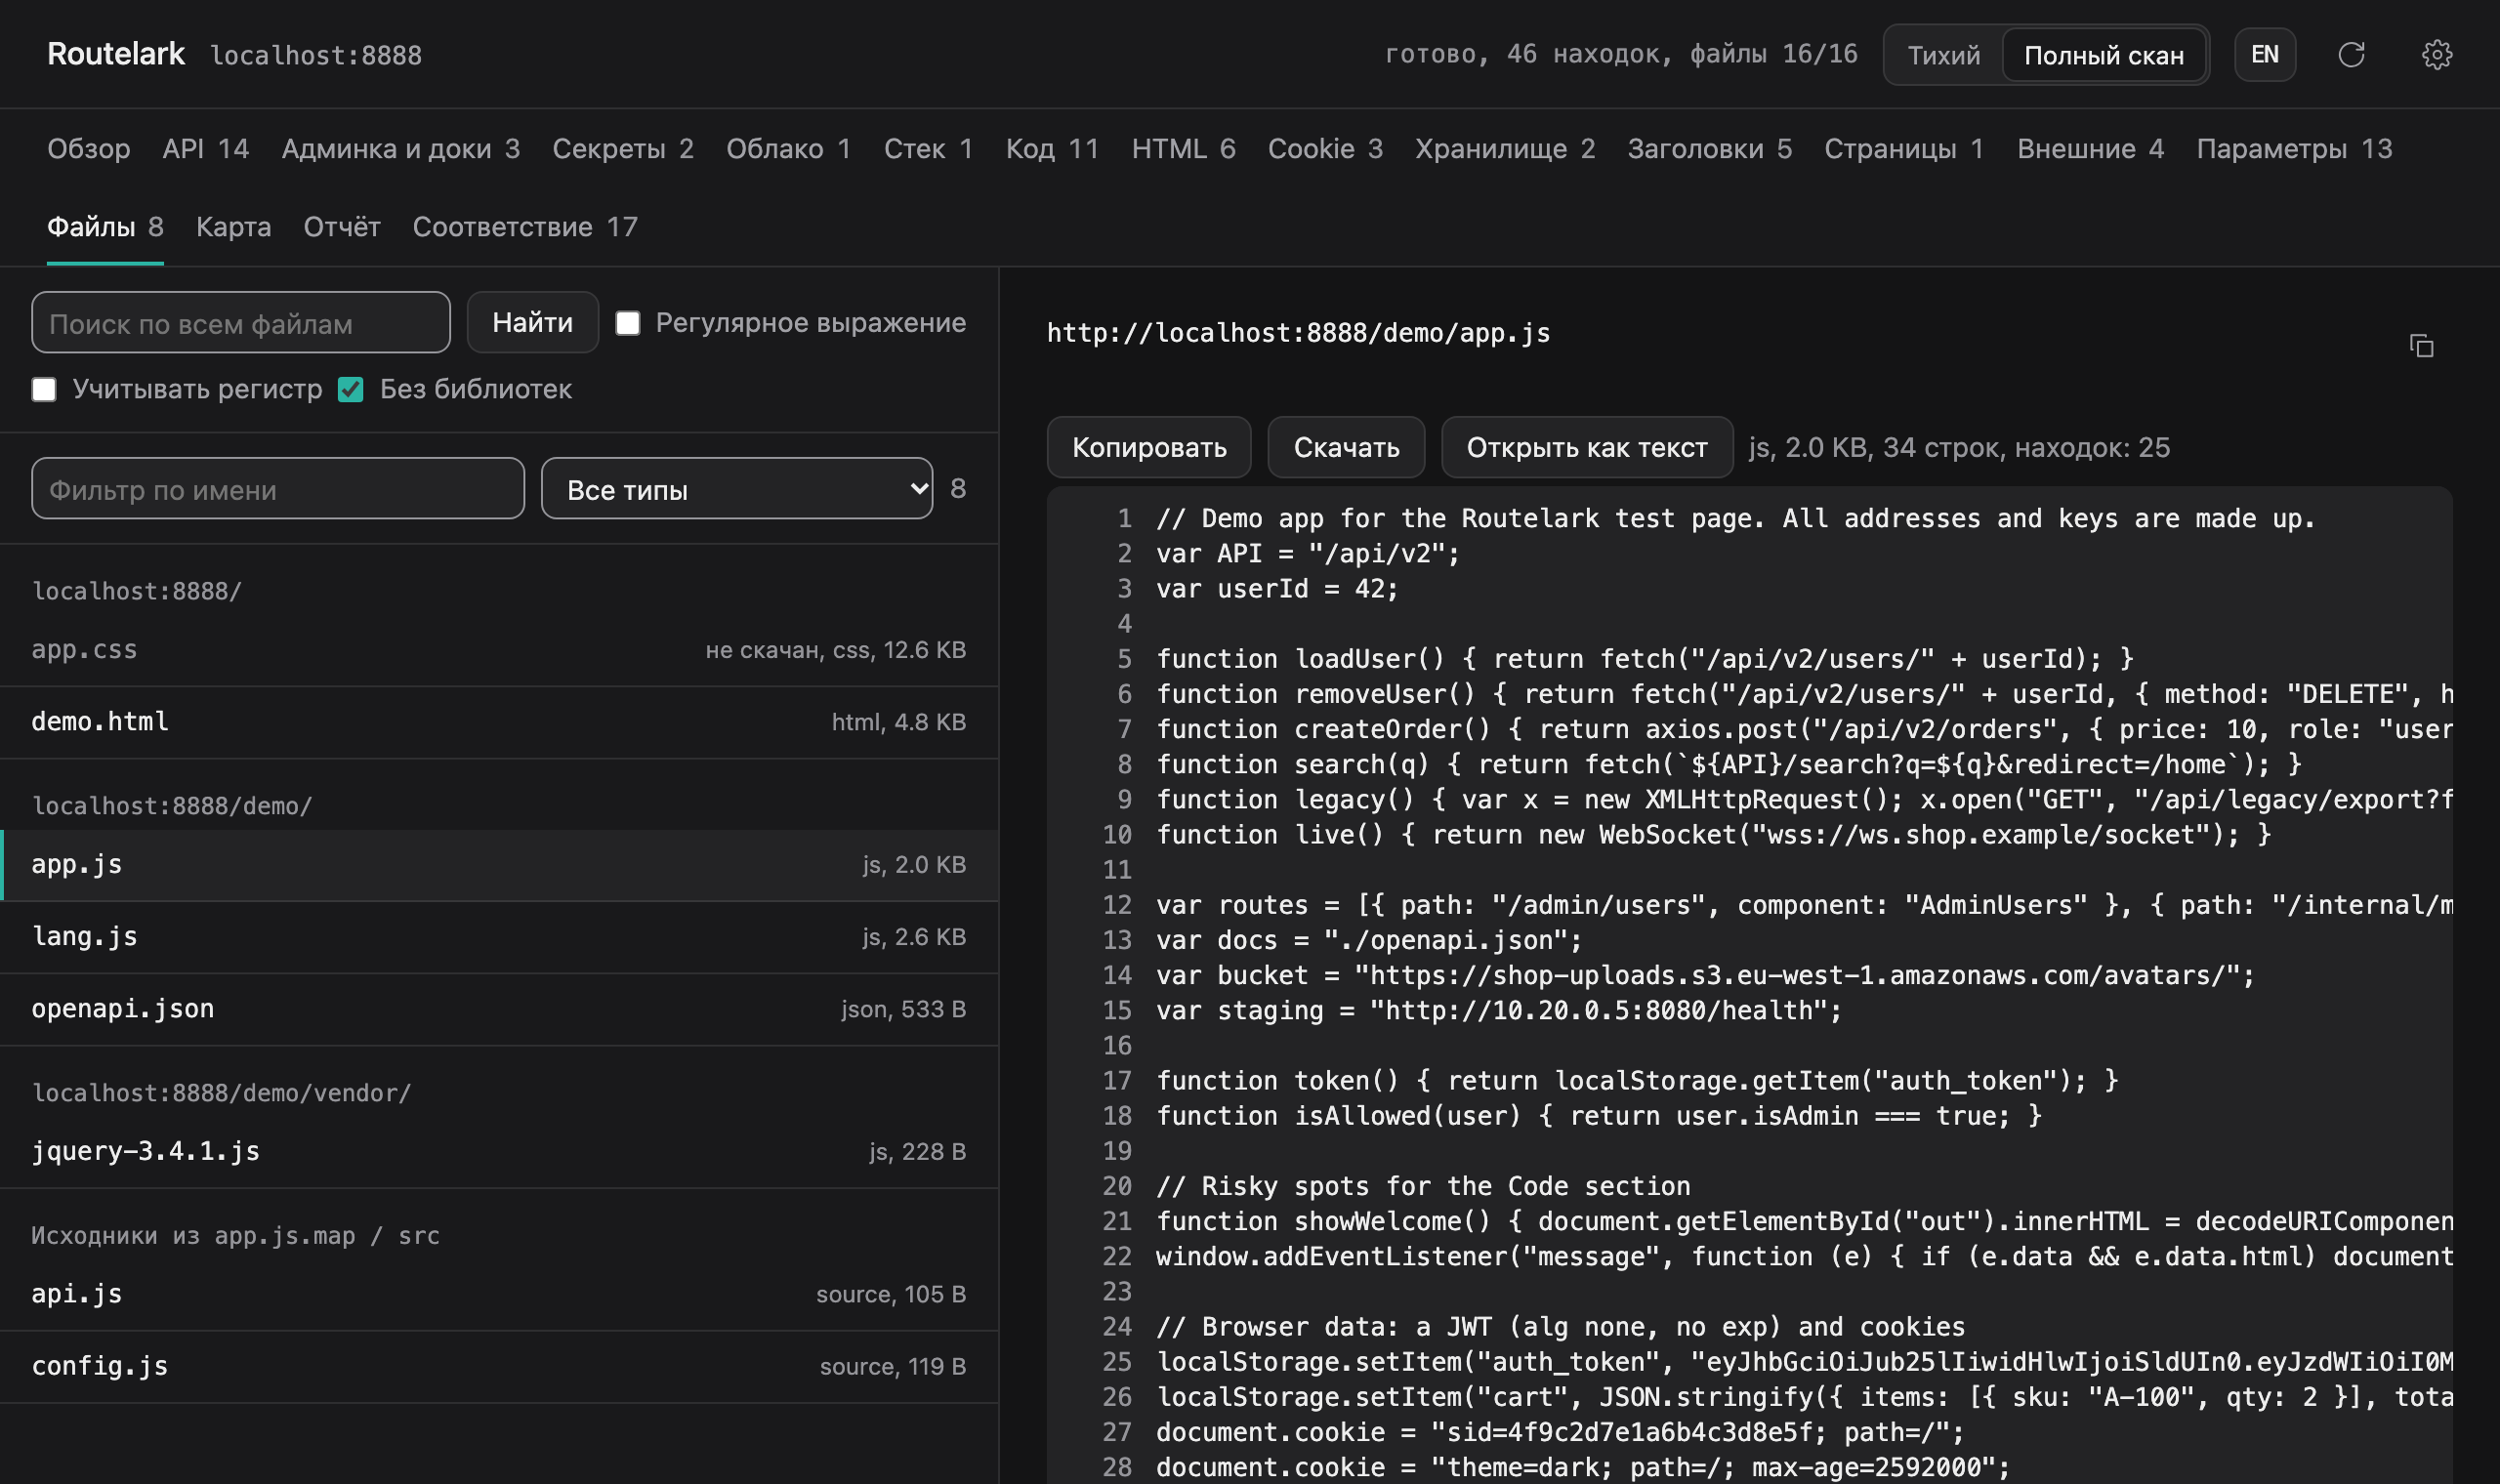 Routelark localhost:8888 готово, 46 находок, файлы 16/16 Тихий Полный скан EN
Обзор API 14 Админка и доки 3 Секреты 2 Облако 1 Стек 1 Код 11 HTML 6 Cookie 3 Хранилище 2 Заголовки 5 Страницы 1 Внешние 4 Параметры 13
Файлы 8 Карта Отчёт Соответствие 17
Поиск по всем файлам Найти Регулярное выражение
Учитывать регистр Без библиотек
Фильтр по имени Все типы 8
localhost:8888/
app.css не скачан, css, 12.6 KB
demo.html html, 4.8 KB
localhost:8888/demo/
app.js js, 2.0 KB
lang.js js, 2.6 KB
openapi.json json, 533 B
localhost:8888/demo/vendor/
jquery-3.4.1.js js, 228 B
Исходники из app.js.map / src
api.js source, 105 B
config.js source, 119 B
http://localhost:8888/demo/app.js
Копировать Скачать Открыть как текст js, 2.0 KB, 34 строк, находок: 25
1 // Demo app for the Routelark test page. All addresses and keys are made up.
2 var API = "/api/v2";
3 var userId = 42;
4
5 function loadUser() { return fetch("/api/v2/users/" + userId); }
6 function removeUser() { return fetch("/api/v2/users/" + userId, { method: "DELETE", h
7 function createOrder() { return axios.post("/api/v2/orders", { price: 10, role: "user
8 function search(q) { return fetch(`${API}/search?q=${q}&redirect=/home`); }
9 function legacy() { var x = new XMLHttpRequest(); x.open("GET", "/api/legacy/export?f
10 function live() { return new WebSocket("wss://ws.shop.example/socket"); }
11
12 var routes = [{ path: "/admin/users", component: "AdminUsers" }, { path: "/internal/m
13 var docs = "./openapi.json";
14 var bucket = "https://shop-uploads.s3.eu-west-1.amazonaws.com/avatars/";
15 var staging = "http://10.20.0.5:8080/health";
16
17 function token() { return localStorage.getItem("auth_token"); }
18 function isAllowed(user) { return user.isAdmin === true; }
19
20 // Risky spots for the Code section
21 function showWelcome() { document.getElementById("out").innerHTML = decodeURIComponen
22 window.addEventListener("message", function (e) { if (e.data && e.data.html) document
23
24 // Browser data: a JWT (alg none, no exp) and cookies
25 localStorage.setItem("auth_token", "eyJhbGciOiJub25lIiwidHlwIjoiSldUIn0.eyJzdWIiOiI0M
26 localStorage.setItem("cart", JSON.stringify({ items: [{ sku: "A-100", qty: 2 }], tota
27 document.cookie = "sid=4f9c2d7e1a6b4c3d8e5f; path=/";
28 document.cookie = "theme=dark; path=/; max-age=2592000";